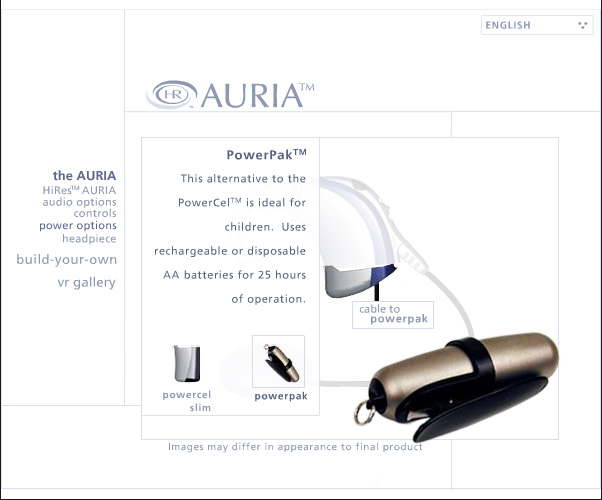 ENGLISH
HR AURIA™
the AURIA
HiRes™ AURIA
audio options
controls
power options
headpiece
build-your-own
vr gallery
PowerPak™
This alternative to the
PowerCel™ is ideal for
children. Uses
rechargeable or disposable
AA batteries for 25 hours
of operation.
cable to
powerpak
powercel
slim
powerpak
Images may differ in appearance to final product